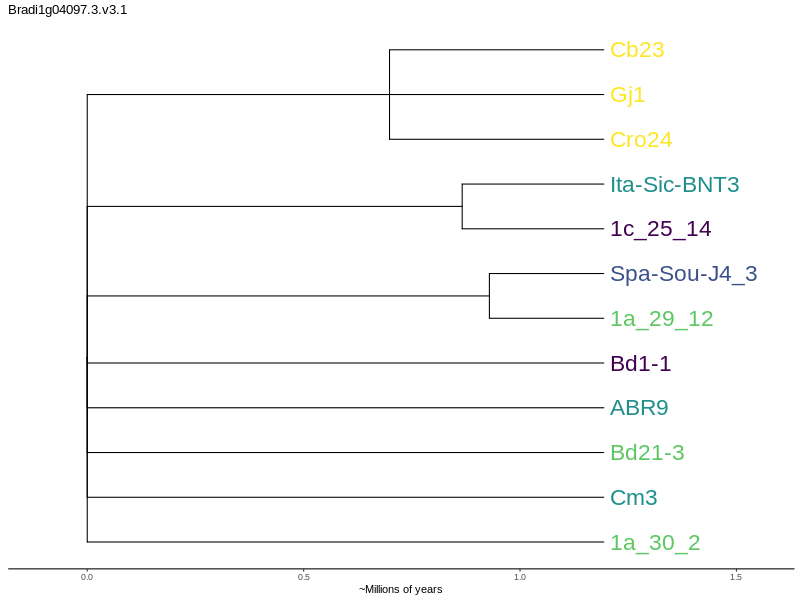 Bradi1g04097.3.v3.1
Cb23
Gj1
Cro24
Ita-Sic-BNT3
1c_25_14
Spa-Sou-J4_3
1a_29_12
Bd1-1
ABR9
Bd21-3
Cm3
1a_30_2
0.0 0.5 1.0 1.5
~Millions of years